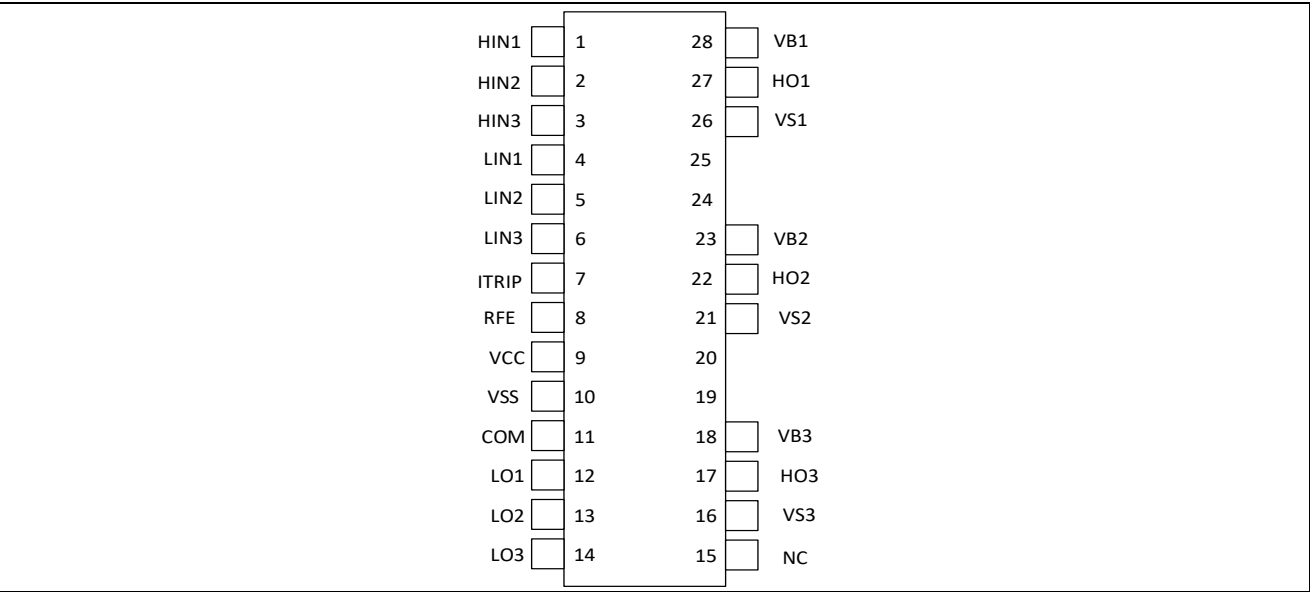 HIN1 1 28 VB1
HIN2 2 27 HO1
HIN3 3 26 VS1
LIN1 4 25
LIN2 5 24
LIN3 6 23 VB2
ITRIP 7 22 HO2
RFE 8 21 VS2
VCC 9 20
VSS 10 19
COM 11 18 VB3
LO1 12 17 HO3
LO2 13 16 VS3
LO3 14 15 NC